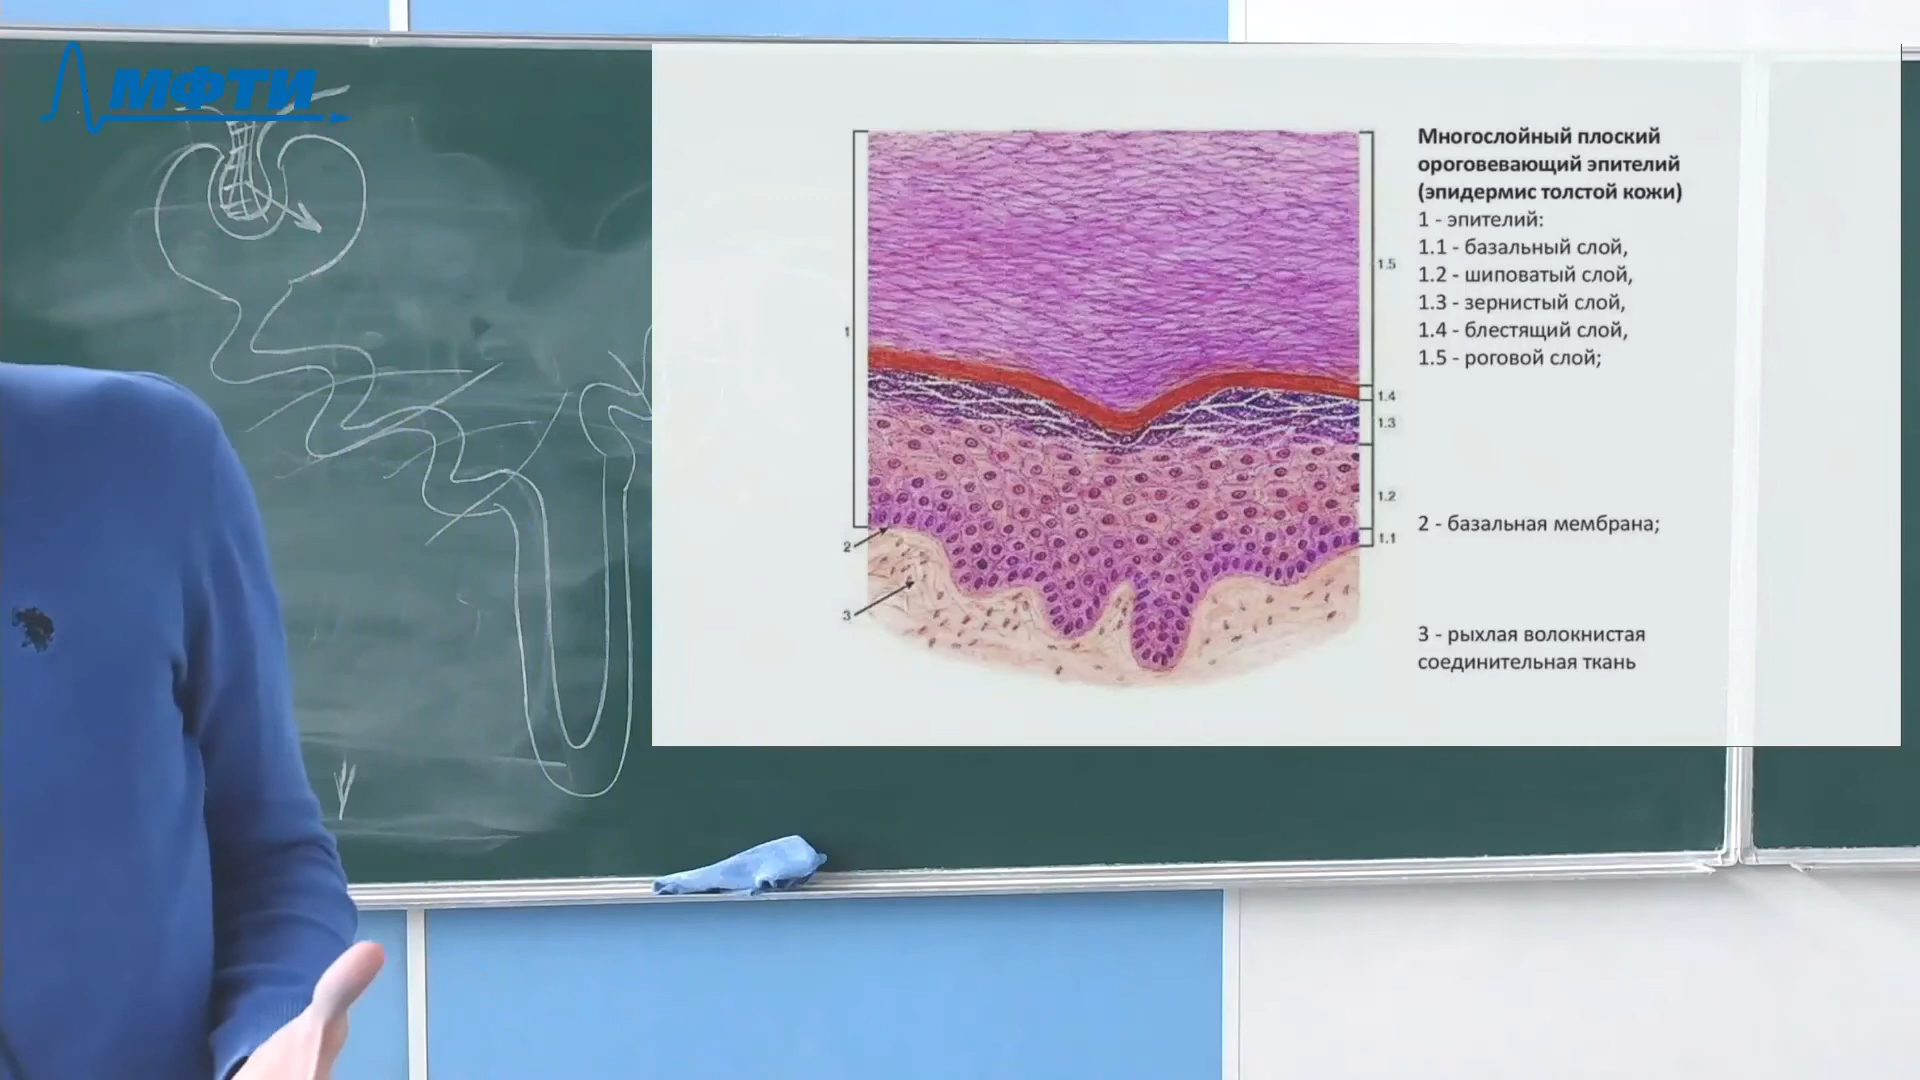 МФТИ
Многослойный плоский
ороговевающий эпителий
(эпидермис толстой кожи)
1 - эпителий:
1.1 - базальный слой,
1.2 - шиповатый слой,
1.3 - зернистый слой,
1.4 - блестящий слой,
1.5 - роговой слой;
2 - базальная мембрана;
3 - рыхлая волокнистая
соединительная ткань
1
2
3
1.5
1.4
1.3
1.2
1.1